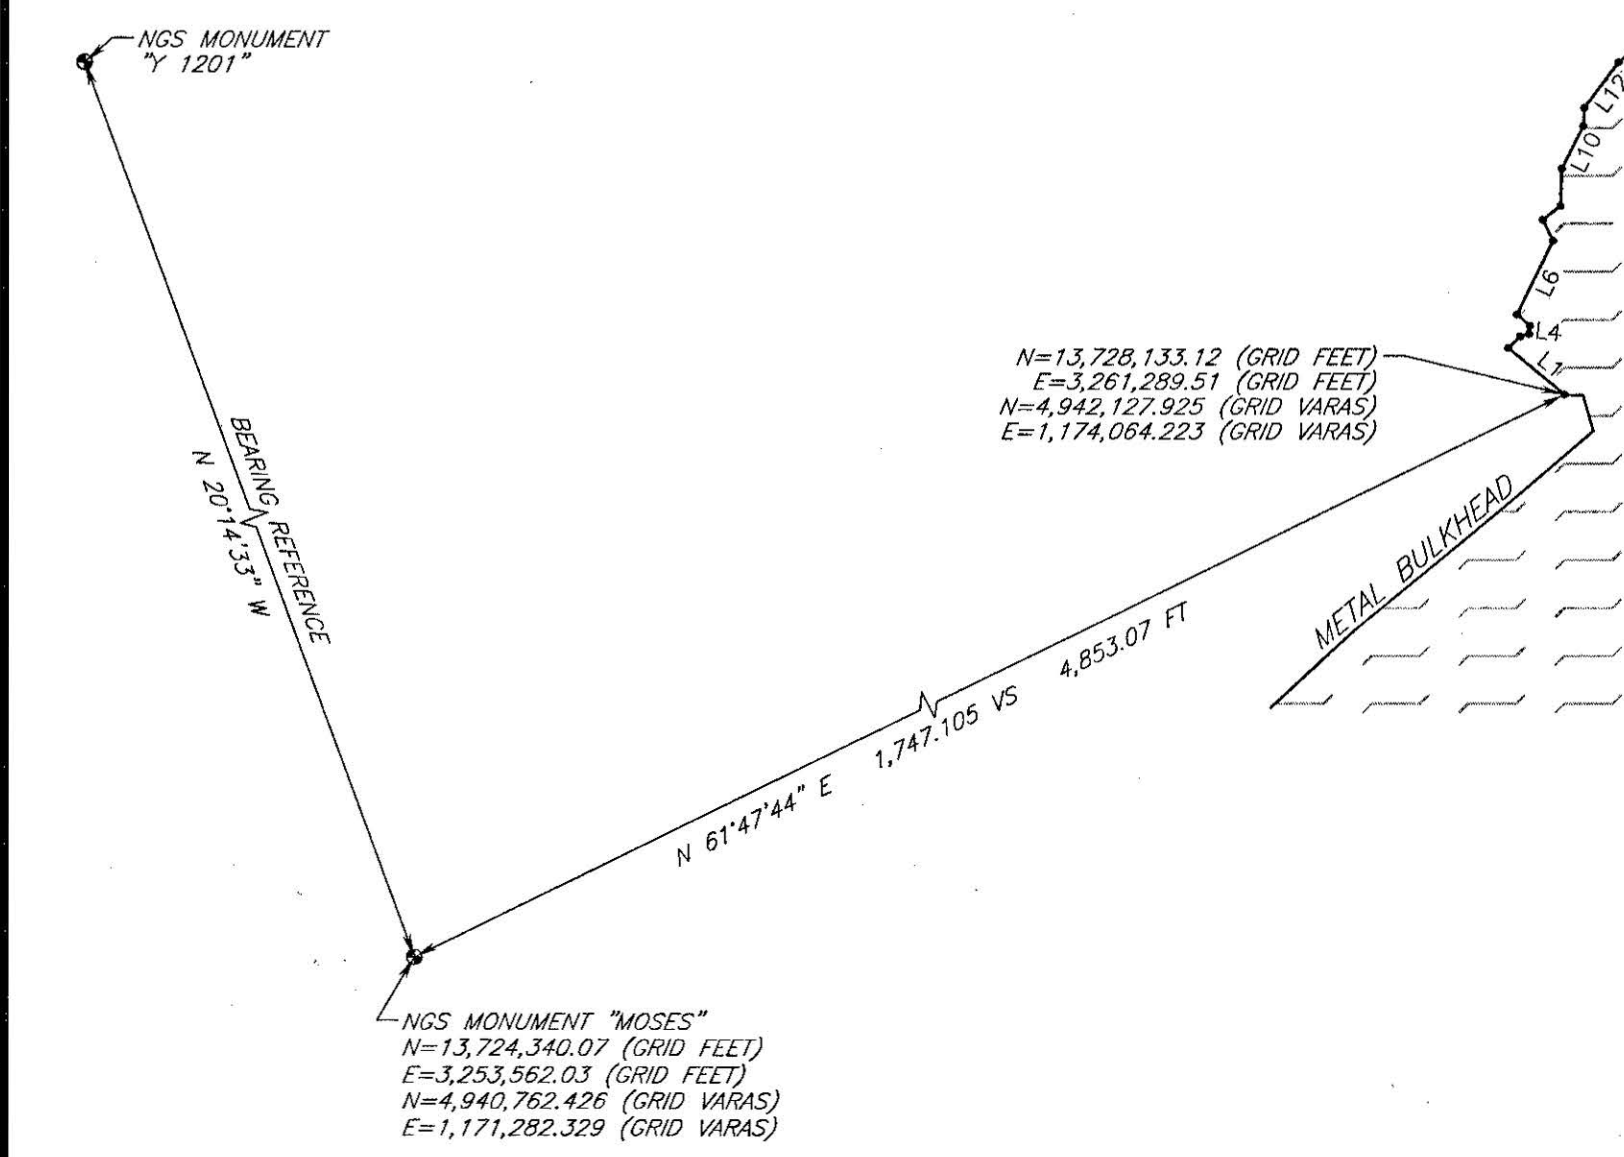 NGS MONUMENT
"Y 1201"
L12
L10
L6
L4
L1
N=13,728,133.12 (GRID FEET)
E=3,261,289.51 (GRID FEET)
N=4,942,127.925 (GRID VARAS)
E=1,174,064.223 (GRID VARAS)
BEARING REFERENCE
N 20°14'33" W
METAL BULKHEAD
N 61°47'44" E 1,747.105 VS 4,853.07 FT
NGS MONUMENT "MOSES"
N=13,724,340.07 (GRID FEET)
E=3,253,562.03 (GRID FEET)
N=4,940,762.426 (GRID VARAS)
E=1,171,282.329 (GRID VARAS)